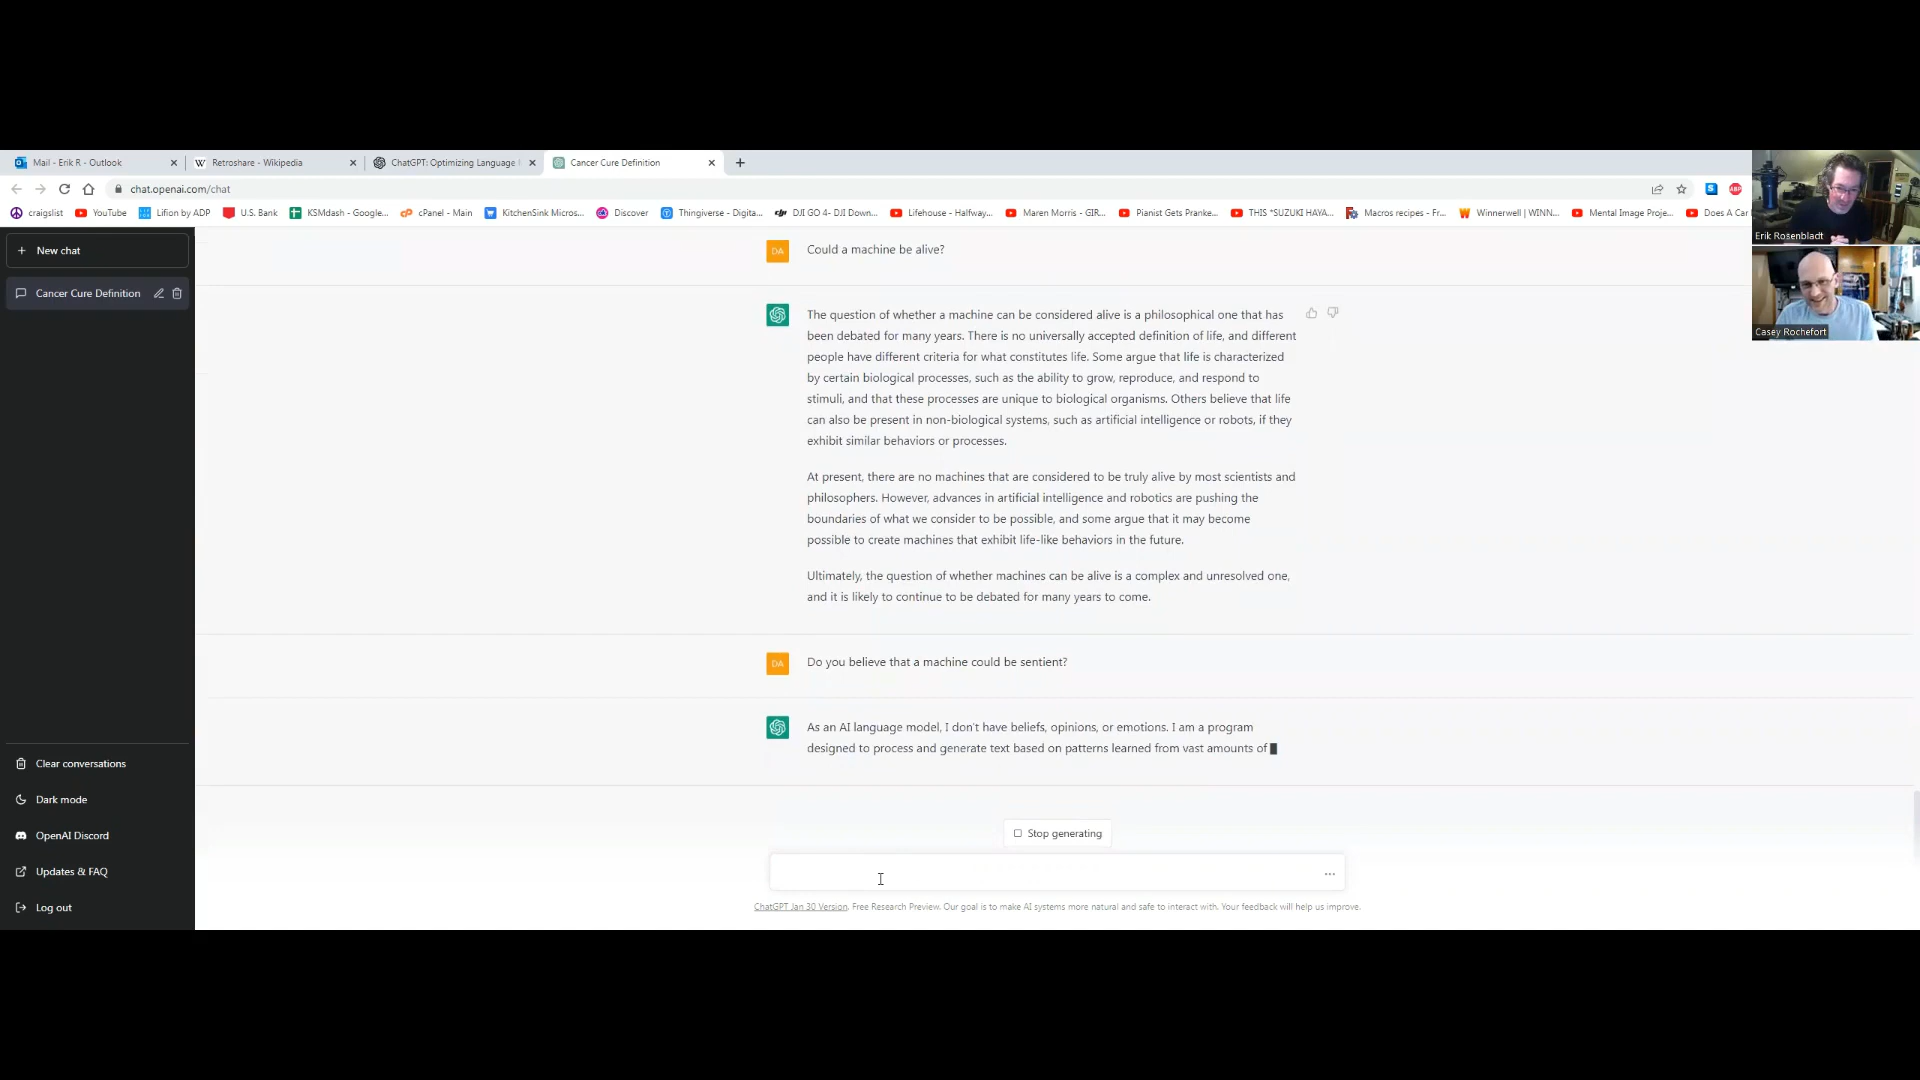 Mail - Erik R - Outlook
Retroshare - Wikipedia
ChatGPT: Optimizing Language
Cancer Cure Definition
chat.openai.com/chat
craigslist
YouTube
Lifion by ADP
U.S. Bank
KSMdash - Google...
cPanel - Main
KitchenSink Micros...
Discover
Thingiverse - Digita...
DJI GO 4- DJI Down...
Lifehouse - Halfway...
Maren Morris - GIR...
Pianist Gets Pranke...
THIS *SUZUKI HAYA...
Macros recipes - Fr...
Winnerwell | WINN...
Mental Image Proje...
Does A Car
Erik Rosenbladt
Casey Rochefort
New chat
Cancer Cure Definition
DA
Could a machine be alive?
The question of whether a machine can be considered alive is a philosophical one that has
been debated for many years. There is no universally accepted definition of life, and different
people have different criteria for what constitutes life. Some argue that life is characterized
by certain biological processes, such as the ability to grow, reproduce, and respond to
stimuli, and that these processes are unique to biological organisms. Others believe that life
can also be present in non-biological systems, such as artificial intelligence or robots, if they
exhibit similar behaviors or processes.
At present, there are no machines that are considered to be truly alive by most scientists and
philosophers. However, advances in artificial intelligence and robotics are pushing the
boundaries of what we consider to be possible, and some argue that it may become
possible to create machines that exhibit life-like behaviors in the future.
Ultimately, the question of whether machines can be alive is a complex and unresolved one,
and it is likely to continue to be debated for many years to come.
DA
Do you believe that a machine could be sentient?
As an AI language model, I don't have beliefs, opinions, or emotions. I am a program
designed to process and generate text based on patterns learned from vast amounts of
Stop generating
ChatGPT Jan 30 Version. Free Research Preview. Our goal is to make AI systems more natural and safe to interact with. Your feedback will help us improve.
Clear conversations
Dark mode
OpenAI Discord
Updates & FAQ
Log out